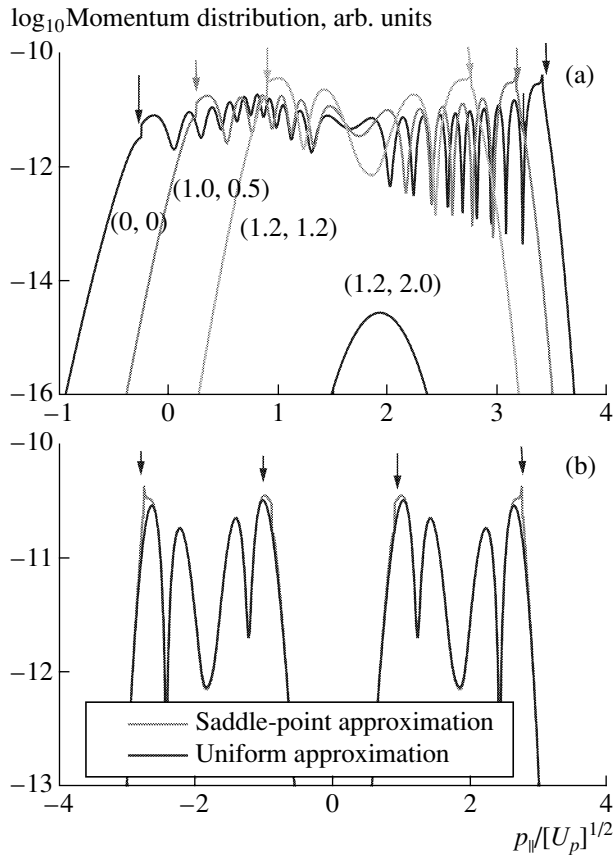 log₁₀Momentum distribution, arb. units
−10
(a)
−11
−12
(1.0, 0.5)
(0, 0)
(1.2, 1.2)
−14
(1.2, 2.0)
−16
−1 0 1 2 3 4
−10
(b)
−11
−12
Saddle-point approximation
Uniform approximation
−13
−4 −2 0 2 4
p∥/[Uₚ]¹/²